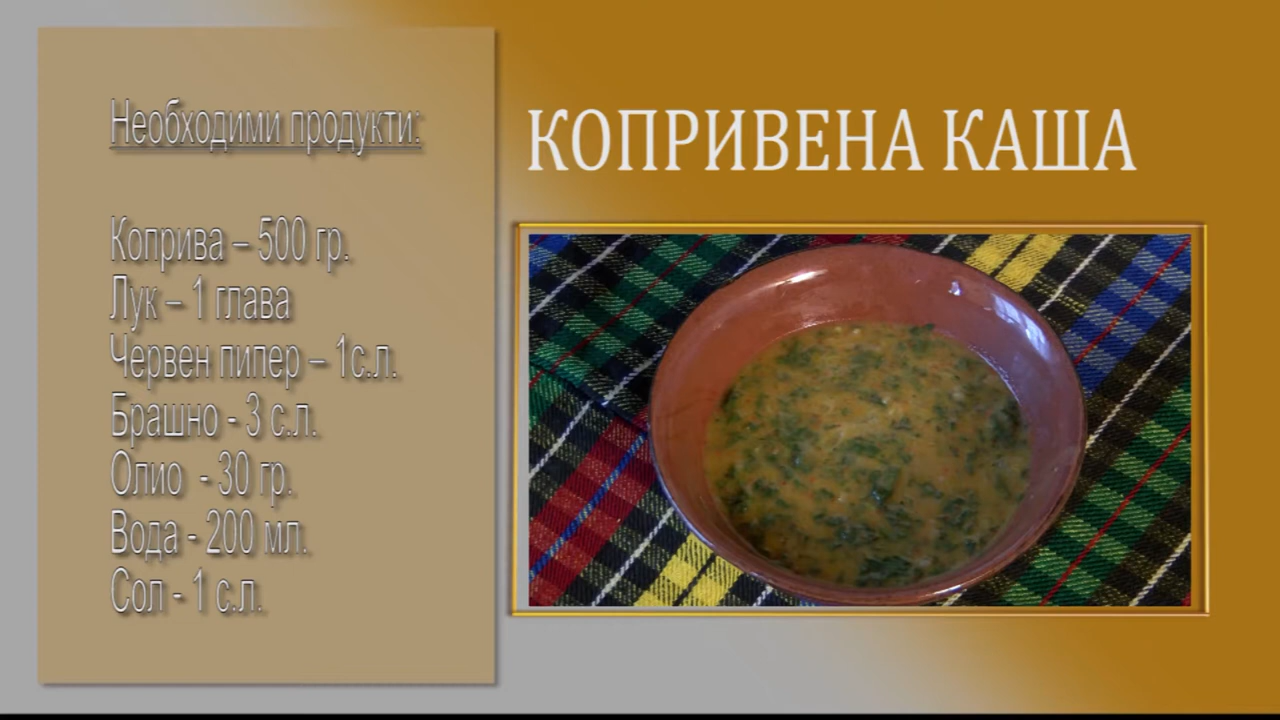 Необходими продукти:
Коприва – 500 гр.
Лук – 1 глава
Червен пипер – 1с.л.
Брашно - 3 с.л.
Олио - 30 гр.
Вода - 200 мл.
Сол - 1 с.л.
КОПРИВЕНА КАША